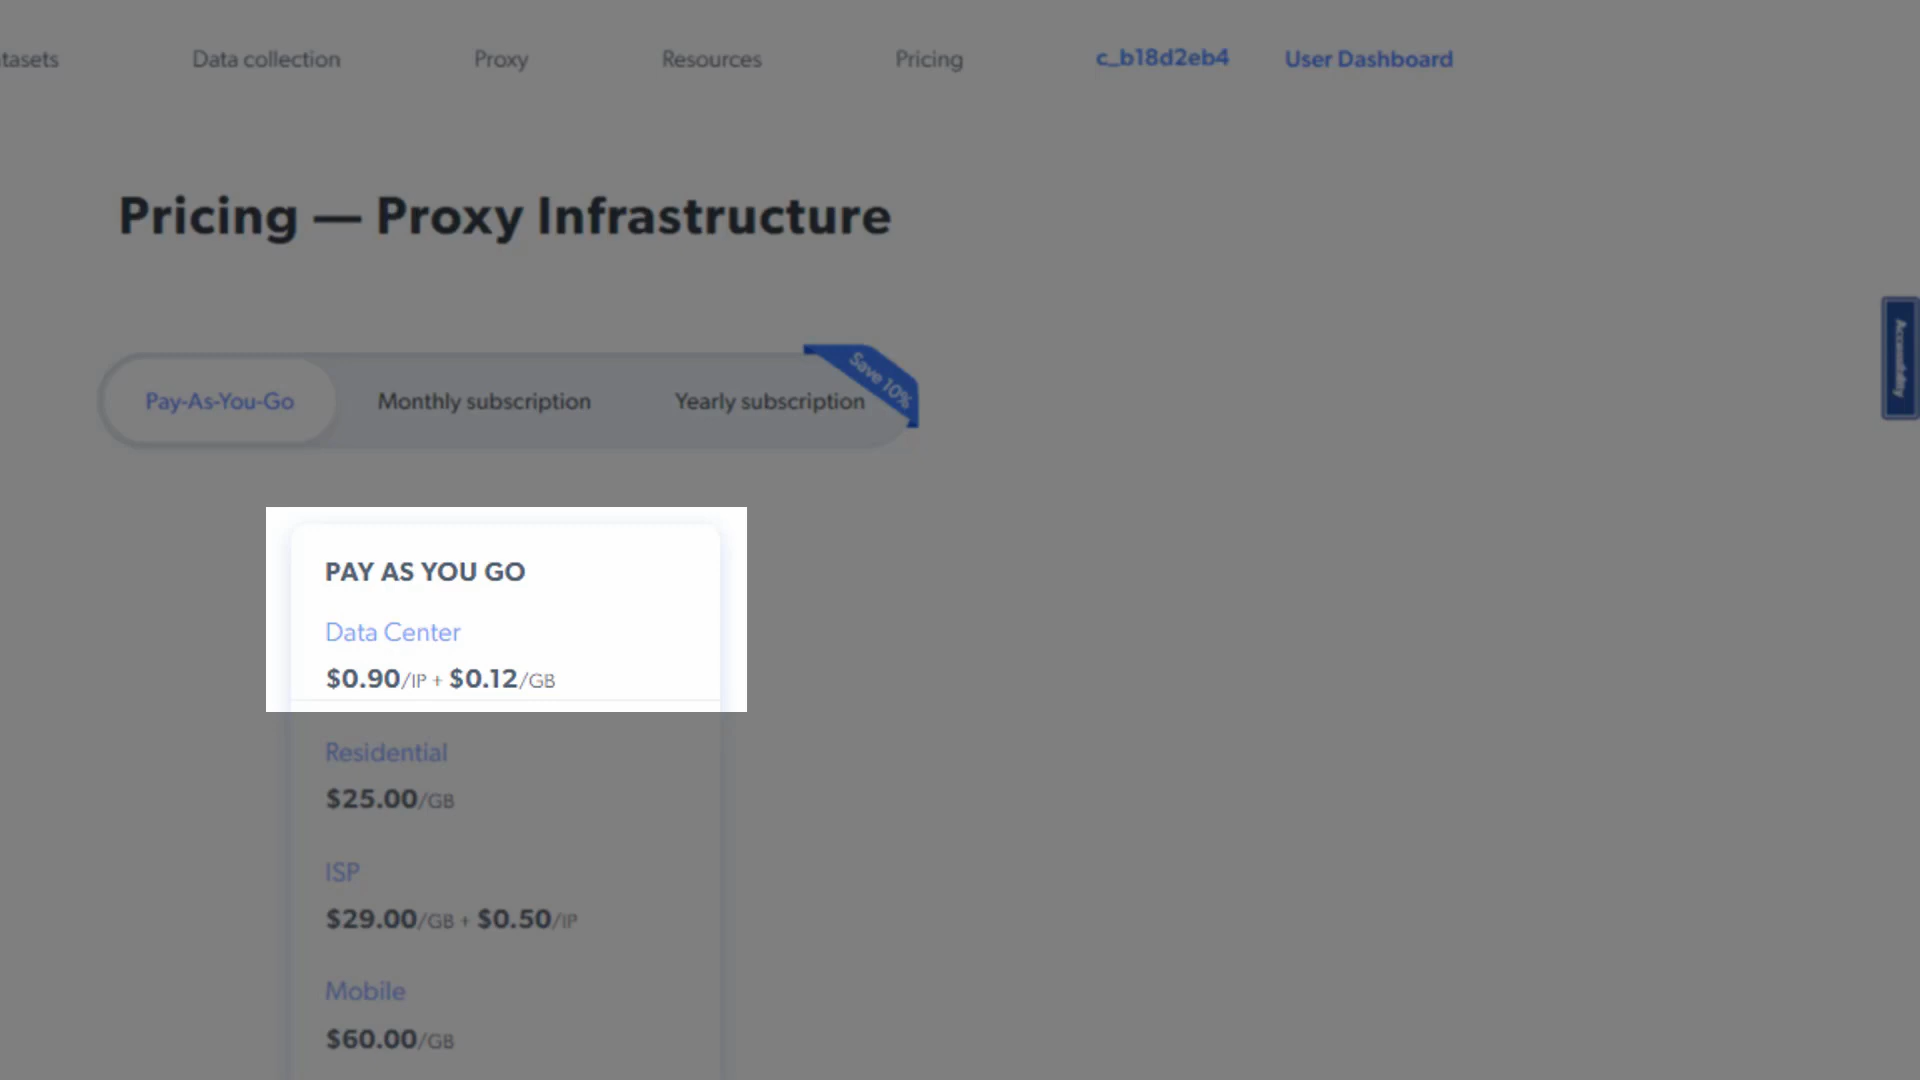 tasets Data collection Proxy Resources Pricing c_b18d2eb4 User Dashboard
Pricing — Proxy Infrastructure
Pay-As-You-Go Monthly subscription Yearly subscription Save 10%
Accessibility
PAY AS YOU GO
Data Center
$0.90/IP + $0.12/GB
Residential
$25.00/GB
ISP
$29.00/GB + $0.50/IP
Mobile
$60.00/GB